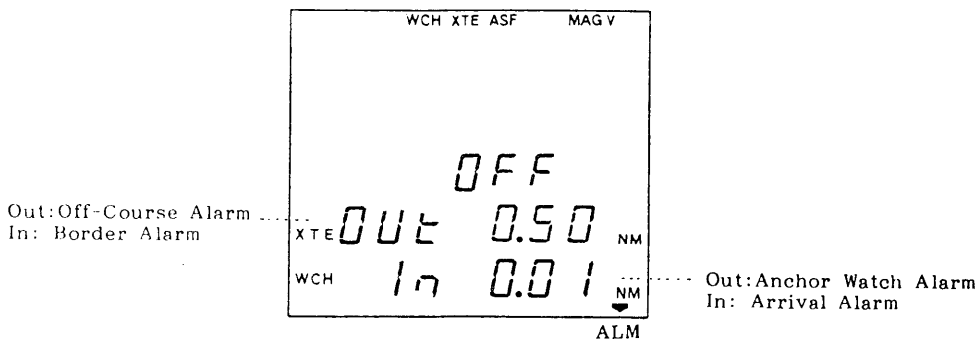 WCH XTE ASF MAG V
OFF
Out:Off-Course Alarm
In: Border Alarm
XTE OUt 0.50 NM
WCH In 0.01 NM
Out:Anchor Watch Alarm
In: Arrival Alarm
ALM